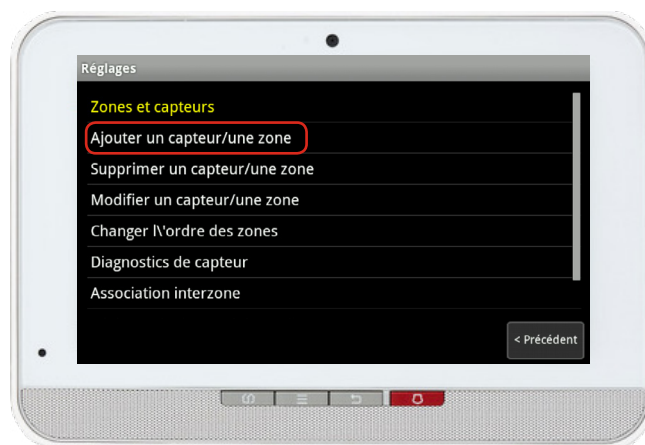 Réglages
Zones et capteurs
Ajouter un capteur/une zone
Supprimer un capteur/une zone
Modifier un capteur/une zone
Changer l\'ordre des zones
Diagnostics de capteur
Association interzone
< Précédent